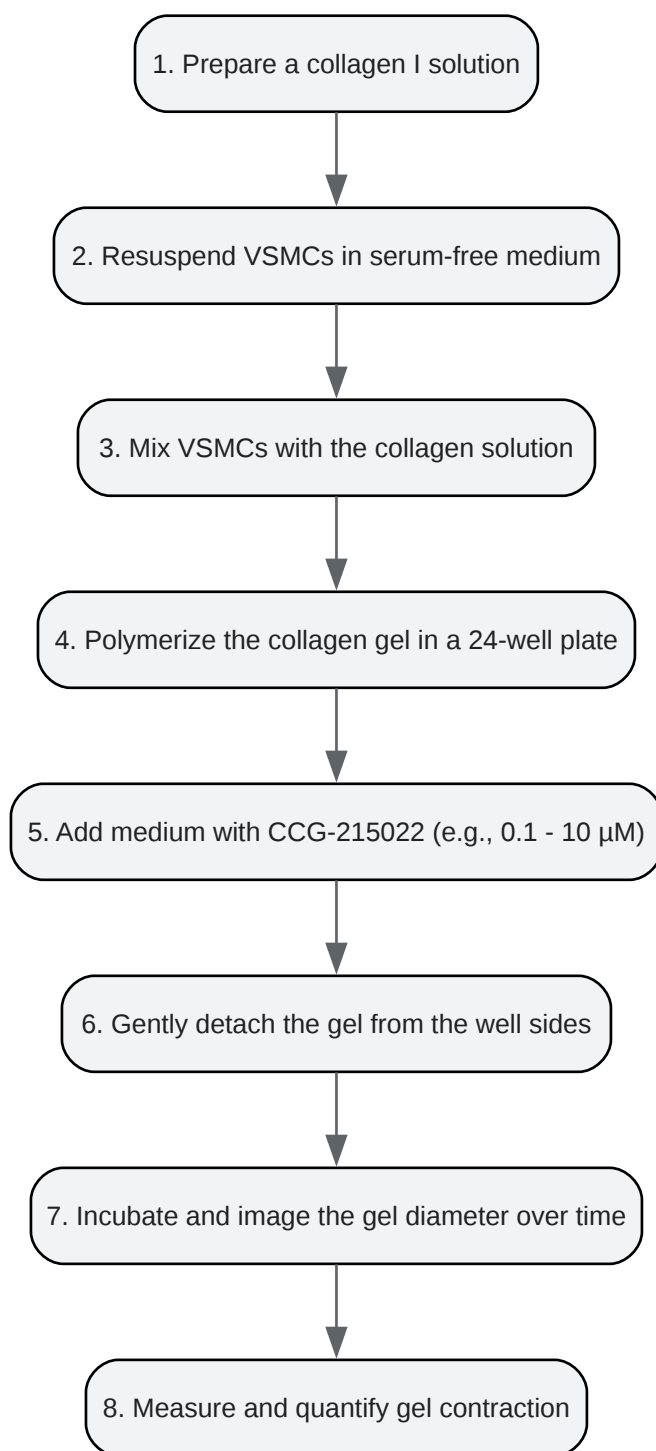 1. Prepare a collagen I solution
2. Resuspend VSMCs in serum-free medium
3. Mix VSMCs with the collagen solution
4. Polymerize the collagen gel in a 24-well plate
5. Add medium with CCG-215022 (e.g., 0.1 - 10 µM)
6. Gently detach the gel from the well sides
7. Incubate and image the gel diameter over time
8. Measure and quantify gel contraction